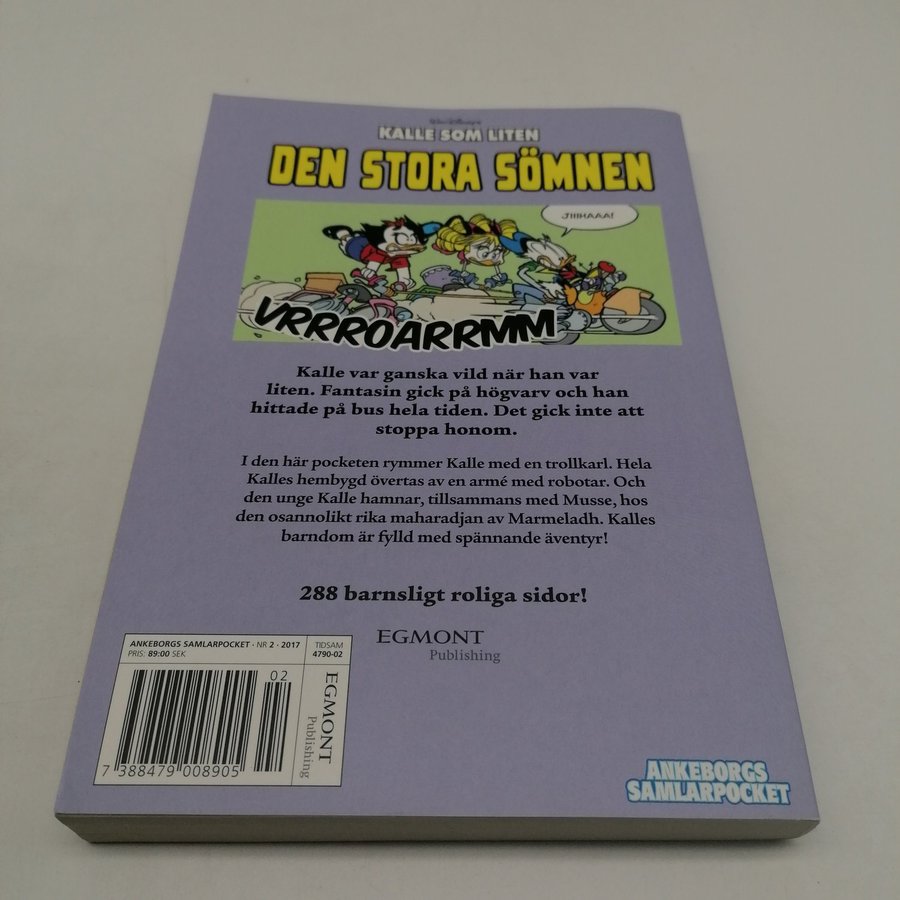 Walt Disney's
KALLE SOM LITEN
DEN STORA SÖMNEN
JIIIHAAA!
VRRROARRMM
Kalle var ganska vild när han var
liten. Fantasin gick på högvarv och han
hittade på bus hela tiden. Det gick inte att
stoppa honom.
I den här pocketen rymmer Kalle med en trollkarl. Hela
Kalles hembygd övertas av en armé med robotar. Och
den unge Kalle hamnar, tillsammans med Musse, hos
den osannolikt rika maharadjan av Marmeladh. Kalles
barndom är fylld med spännande äventyr!
288 barnsligt roliga sidor!
EGMONT
Publishing
ANKEBORGS SAMLARPOCKET · NR 2 · 2017
PRIS: 89:00 SEK
TIDSAM
4790-02
02
7 388479 008905
EGMONT
Publishing
ANKEBORGS
SAMLARPOCKET